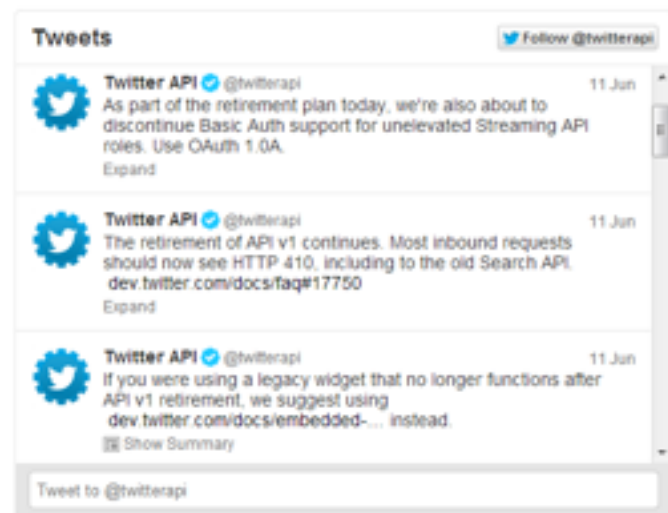 Tweets
Follow @twitterapi
Twitter API @twitterapi 11 Jun
As part of the retirement plan today, we're also about to
discontinue Basic Auth support for unelevated Streaming API
roles. Use OAuth 1.0A.
Expand
Twitter API @twitterapi 11 Jun
The retirement of API v1 continues. Most inbound requests
should now see HTTP 410, including to the old Search API.
dev.twitter.com/docs/faq#17750
Expand
Twitter API @twitterapi 11 Jun
If you were using a legacy widget that no longer functions after
API v1 retirement, we suggest using
dev.twitter.com/docs/embedded-... instead.
Show Summary
Tweet to @twitterapi